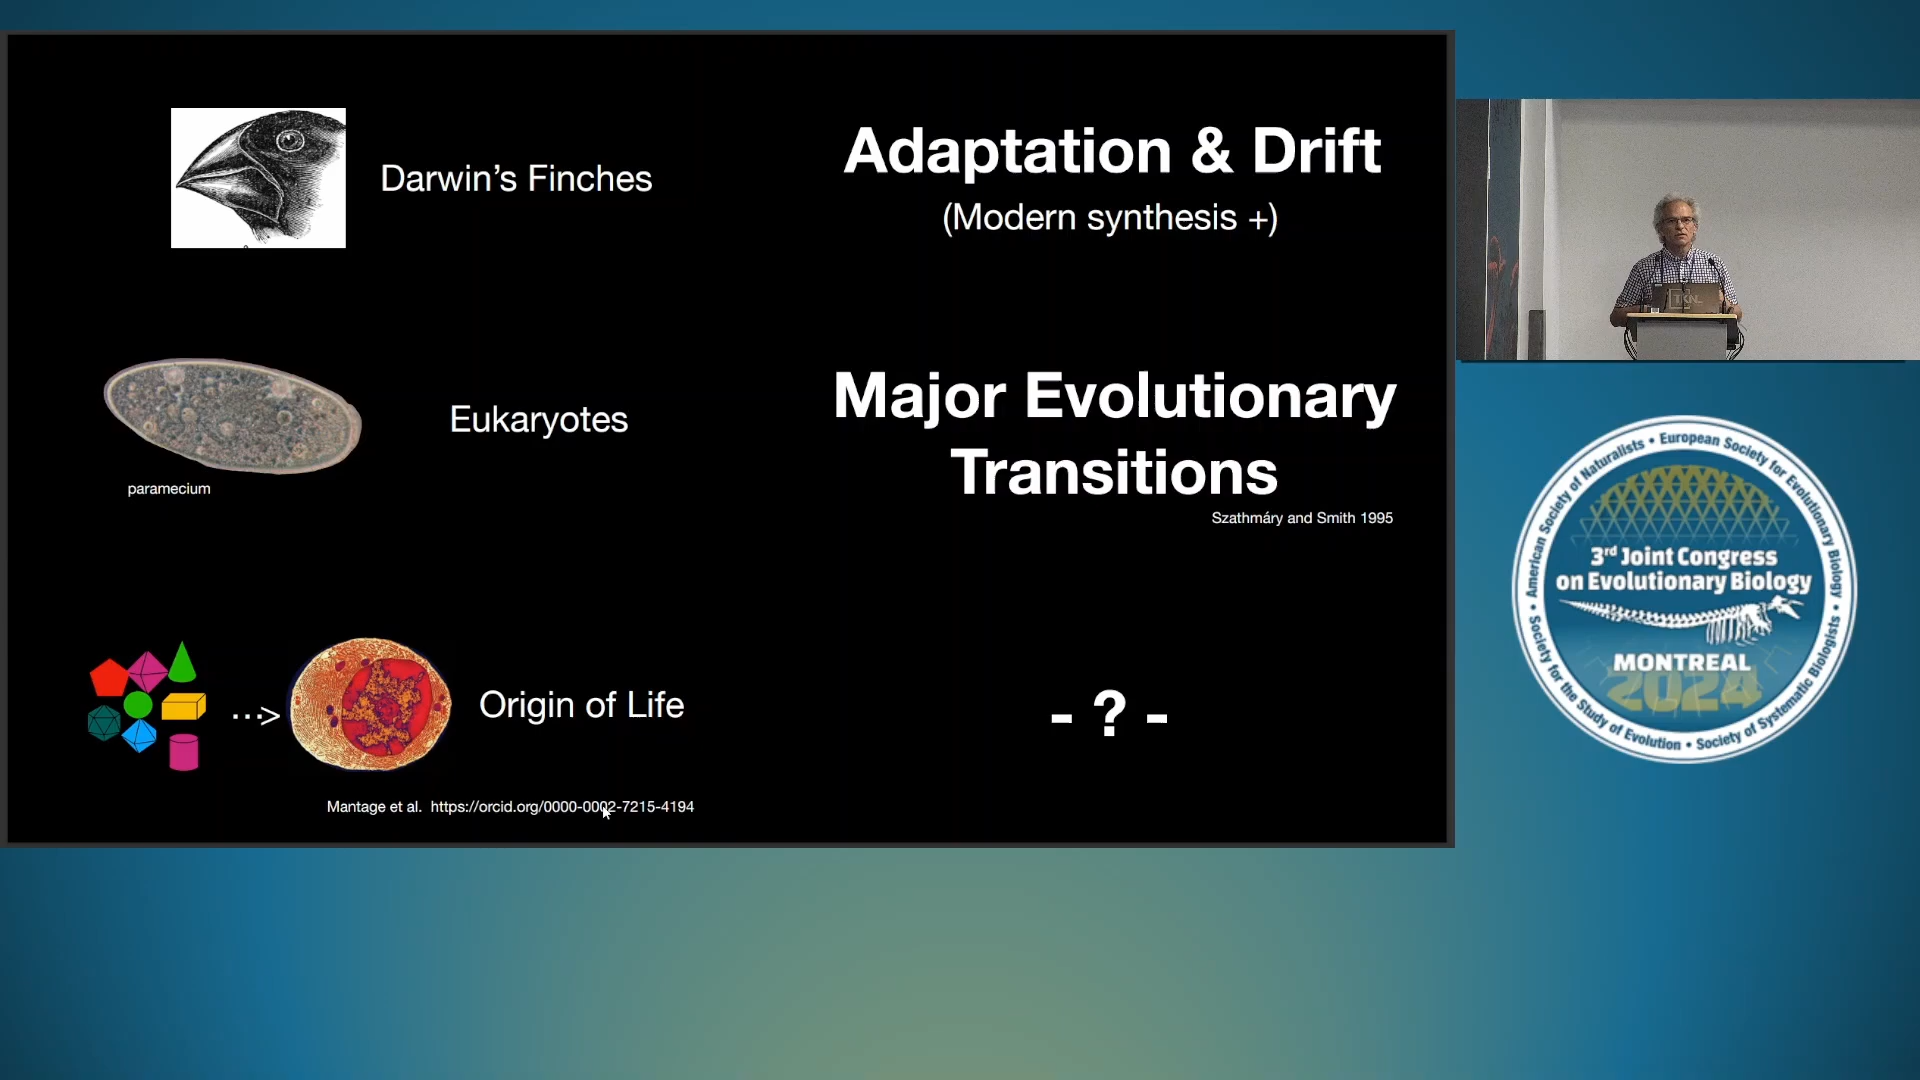 Darwin's Finches
Adaptation & Drift
(Modern synthesis +)
Eukaryotes
paramecium
Major Evolutionary
Transitions
Szathmáry and Smith 1995
--->
Origin of Life
- ? -
Mantage et al. https://orcid.org/0000-0002-7215-4194
TKN
American Society of Naturalists • European Society for Evolutionary Biology •
3rd Joint Congress
on Evolutionary Biology
MONTREAL
2024
Society for the Study of Evolution • Society of Systematic Biologists •